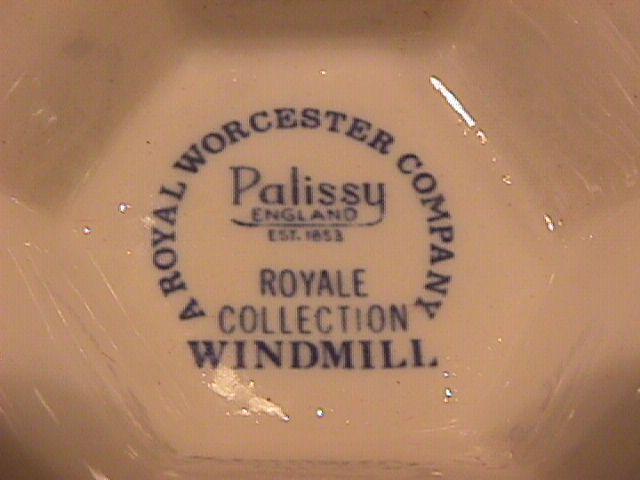 A ROYAL WORCESTER COMPANY
Palissy
ENGLAND
EST. 1853
ROYALE
COLLECTION
WINDMILL